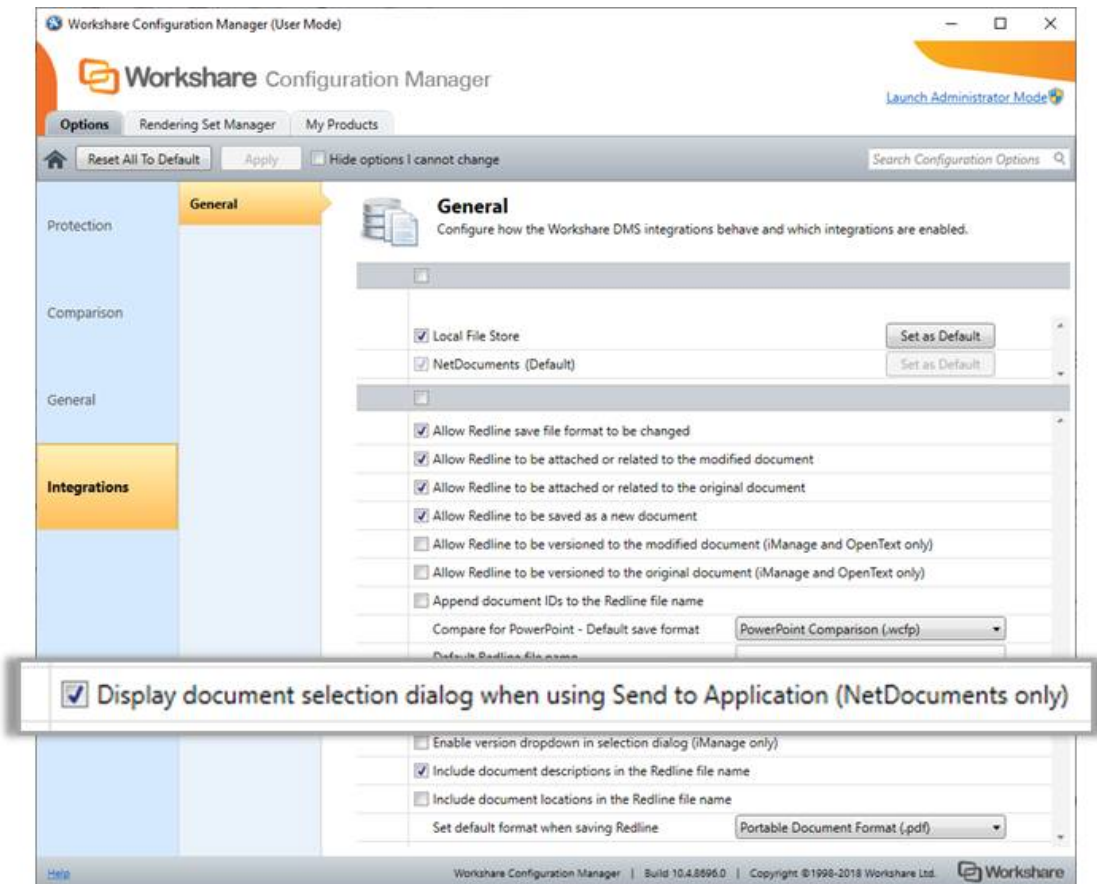 Workshare Configuration Manager (User Mode)
Workshare Configuration Manager
Launch Administrator Mode
Options Rendering Set Manager My Products
Reset All To Default Apply Hide options I cannot change Search Configuration Options
Protection
Comparison
General
Integrations
General
General
Configure how the Workshare DMS integrations behave and which integrations are enabled.
Local File Store Set as Default
NetDocuments (Default) Set as Default
Allow Redline save file format to be changed
Allow Redline to be attached or related to the modified document
Allow Redline to be attached or related to the original document
Allow Redline to be saved as a new document
Allow Redline to be versioned to the modified document (iManage and OpenText only)
Allow Redline to be versioned to the original document (iManage and OpenText only)
Append document IDs to the Redline file name
Compare for PowerPoint - Default save format PowerPoint Comparison (.wcfp)
Default Redline file name
Display document selection dialog when using Send to Application (NetDocuments only)
Enable version dropdown in selection dialog (iManage only)
Include document descriptions in the Redline file name
Include document locations in the Redline file name
Set default format when saving Redline Portable Document Format (.pdf)
Help Workshare Configuration Manager | Build 10.4.8696.0 | Copyright ©1998-2018 Workshare Ltd. Workshare